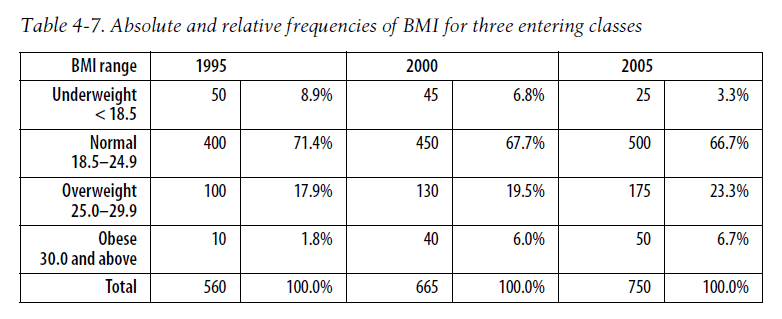 Table 4-7. Absolute and relative frequencies of BMI for three entering classes
BMI range 1995 2000 2005
Underweight 50 8.9% 45 6.8% 25 3.3%
< 18.5
Normal 400 71.4% 450 67.7% 500 66.7%
18.5–24.9
Overweight 100 17.9% 130 19.5% 175 23.3%
25.0–29.9
Obese 10 1.8% 40 6.0% 50 6.7%
30.0 and above
Total 560 100.0% 665 100.0% 750 100.0%